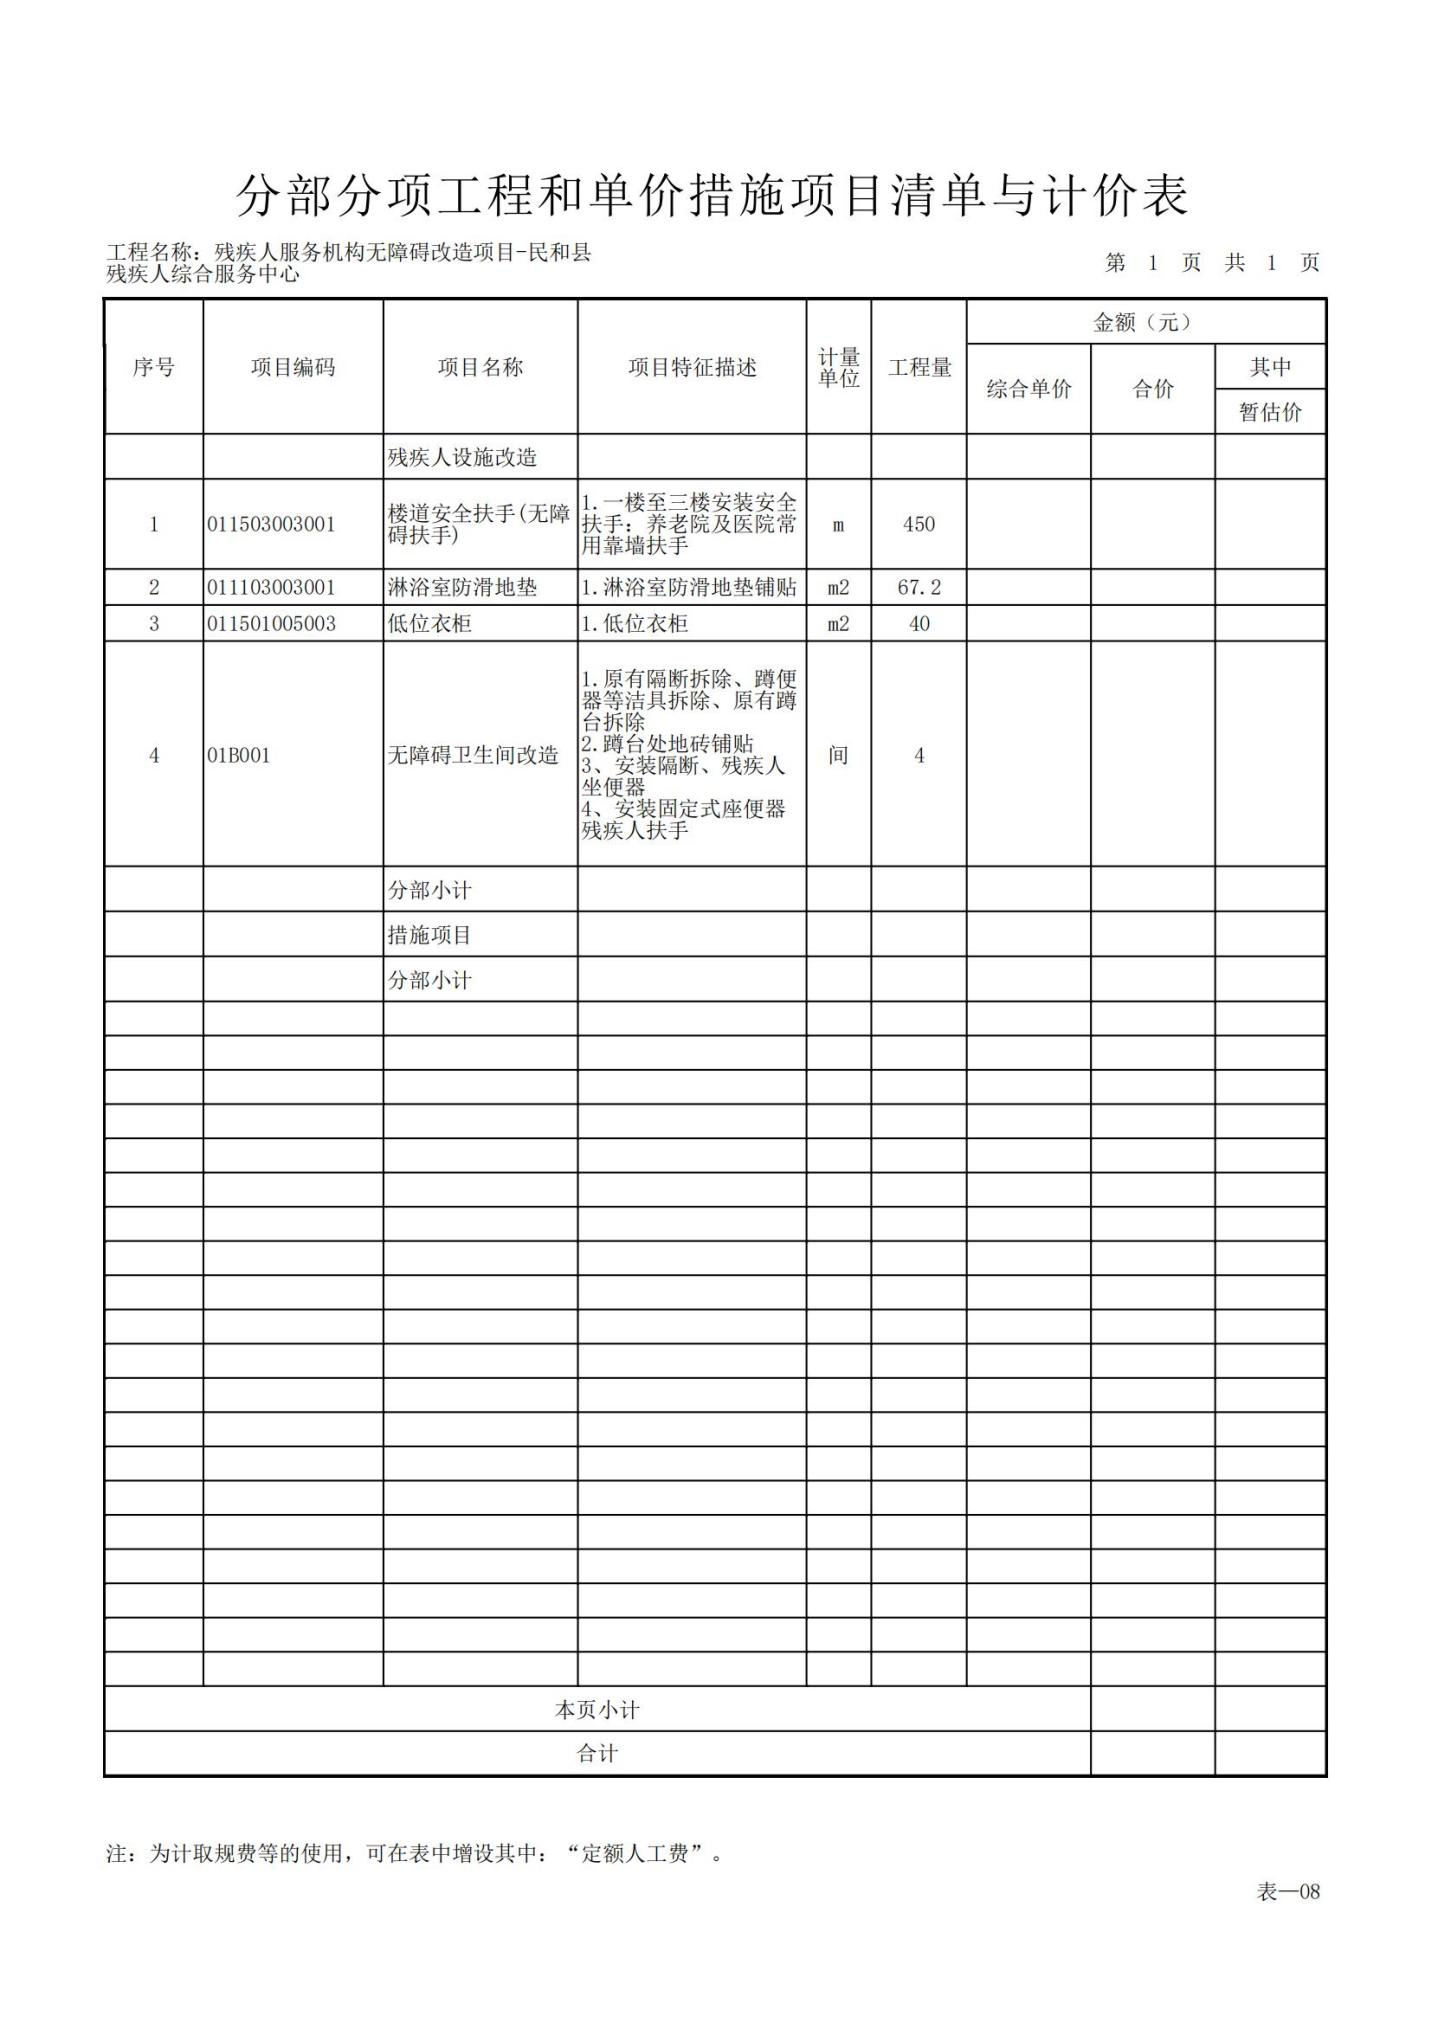 分部分项工程和单价措施项目清单与计价表
工程名称：残疾人服务机构无障碍改造项目-民和县
残疾人综合服务中心
第 1 页 共 1 页
序号 项目编码 项目名称 项目特征描述 计量
单位 工程量 金额（元）
综合单价 合价 其中
暂估价
残疾人设施改造
1 011503003001 楼道安全扶手(无障
碍扶手) 1.一楼至三楼安装安全
扶手：养老院及医院常
用靠墙扶手 m 450
2 011103003001 淋浴室防滑地垫 1.淋浴室防滑地垫铺贴 m2 67.2
3 011501005003 低位衣柜 1.低位衣柜 m2 40
4 01B001 无障碍卫生间改造 1.原有隔断拆除、蹲便
器等洁具拆除、原有蹲
台拆除
2.蹲台处地砖铺贴
3、安装隔断、残疾人
坐便器
4、安装固定式座便器
残疾人扶手 间 4
分部小计
措施项目
分部小计
本页小计
合计
注：为计取规费等的使用，可在表中增设其中：“定额人工费”。
表—08